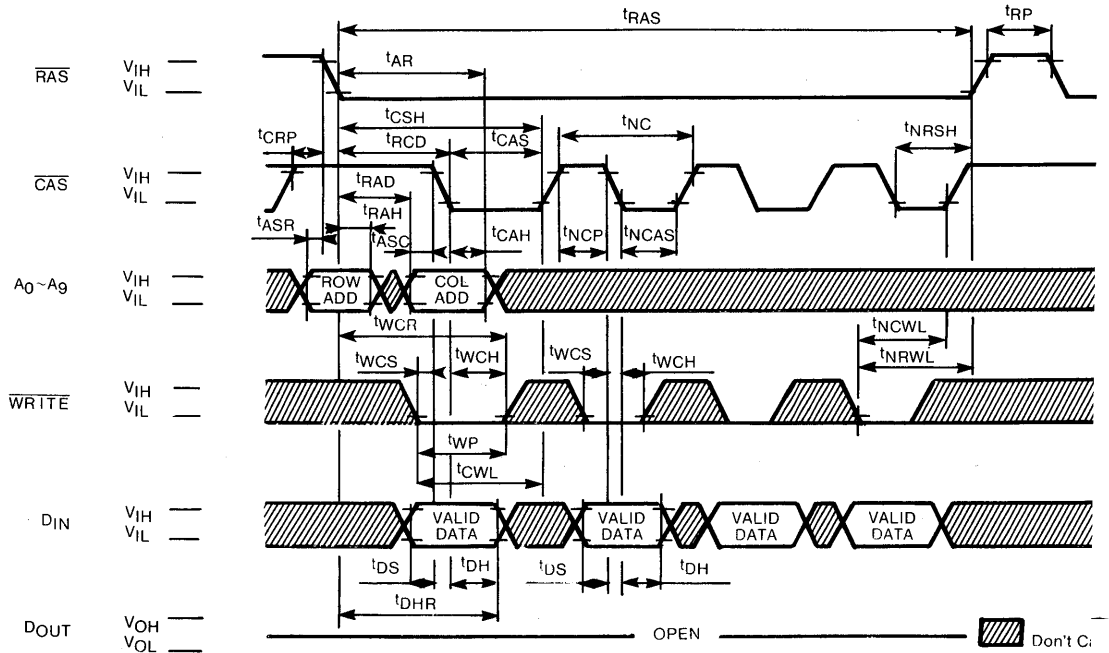 tRAS
tRP
tAR
RAS
VIH
VIL
tCSH
tNC
tCRP
tRCD
tCAS
tNRSH
CAS
VIH
VIL
tRAD
tRAH
tASR
tASC
tCAH
tNCP
tNCAS
A0~A9
VIH
VIL
ROW
ADD
COL
ADD
tWCR
tNCWL
tWCS
tWCH
tWCS
tWCH
tNRWL
WRITE
VIH
VIL
tWP
tCWL
DIN
VIH
VIL
VALID
DATA
VALID
DATA
VALID
DATA
VALID
DATA
tDS
tDH
tDS
tDH
tDHR
DOUT
VOH
VOL
OPEN
Don't